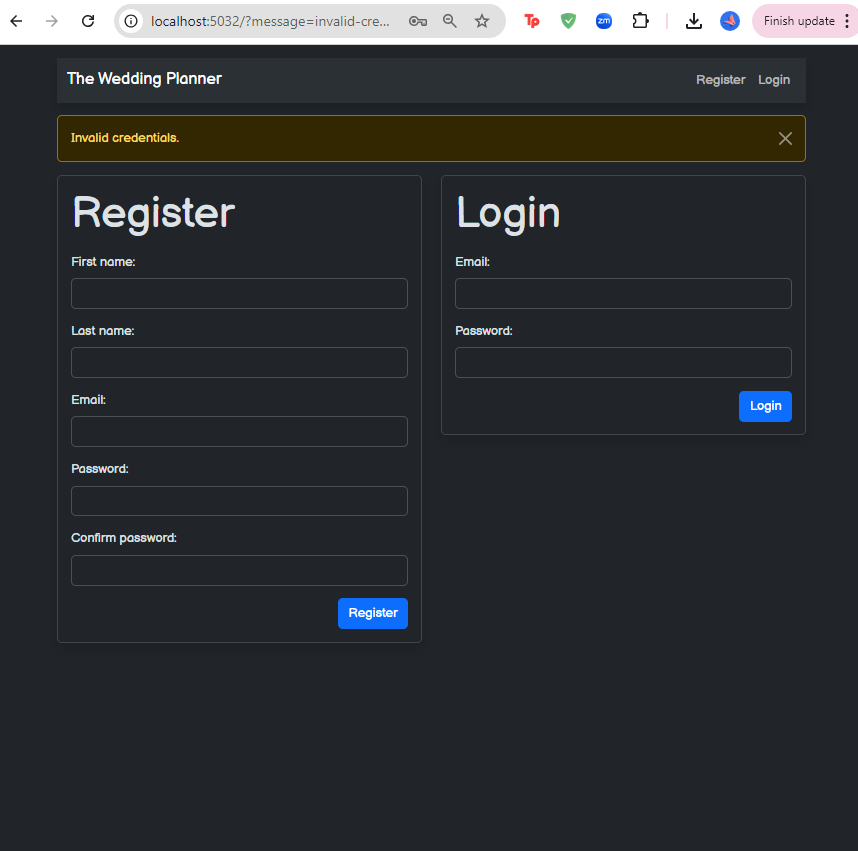 localhost:5032/?message=invalid-cre...
Tp
zm
Finish update
The Wedding Planner
Register
Login
Invalid credentials.
Register
First name:
Last name:
Email:
Password:
Confirm password:
Register
Login
Email:
Password:
Login